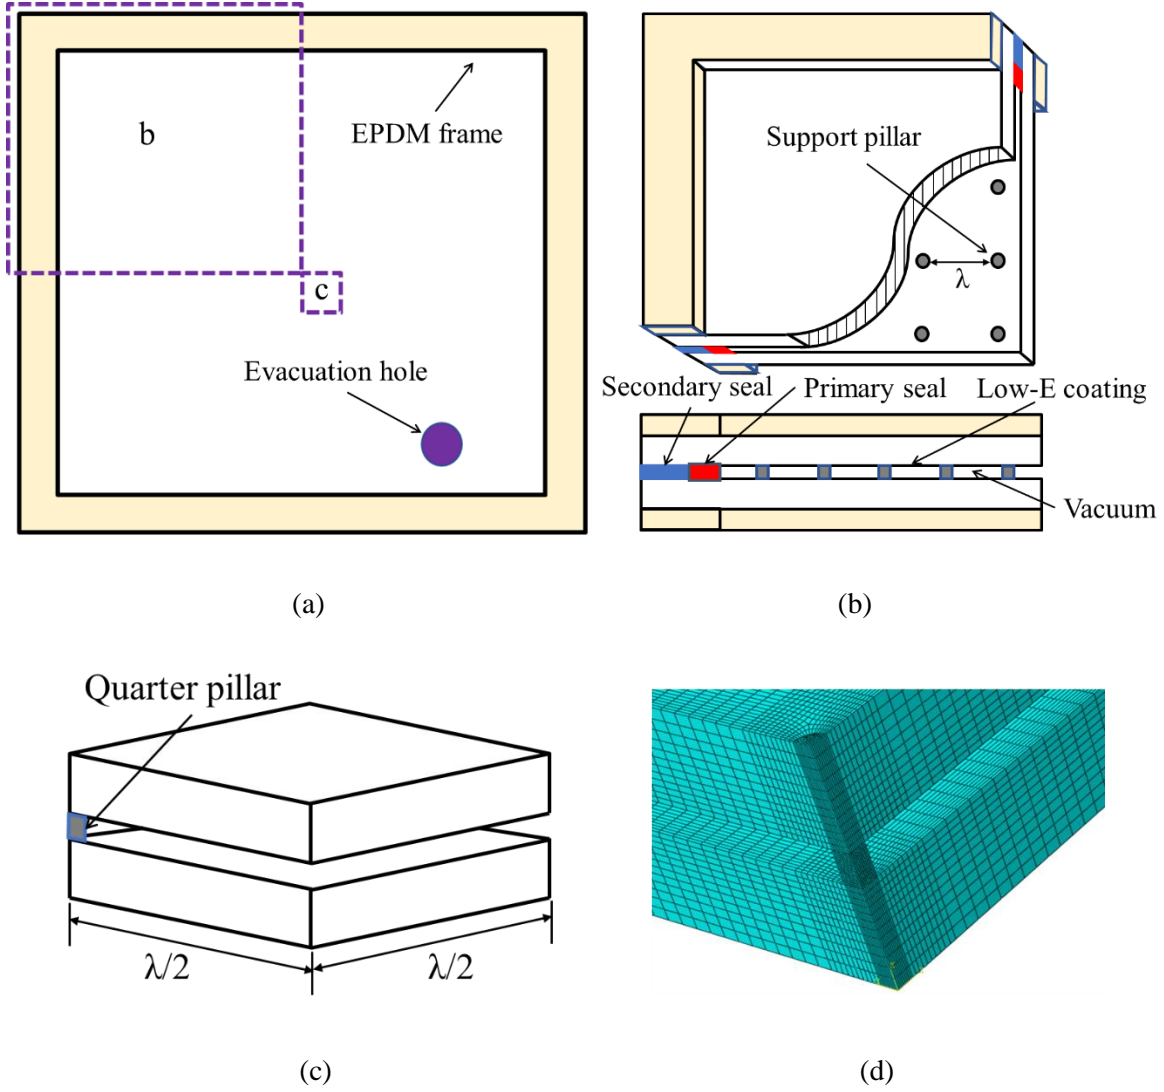 b
EPDM frame
c
Evacuation hole
(a)
Support pillar
λ
Secondary seal
Primary seal
Low-E coating
Vacuum
(b)
Quarter pillar
λ/2
λ/2
(c)
(d)